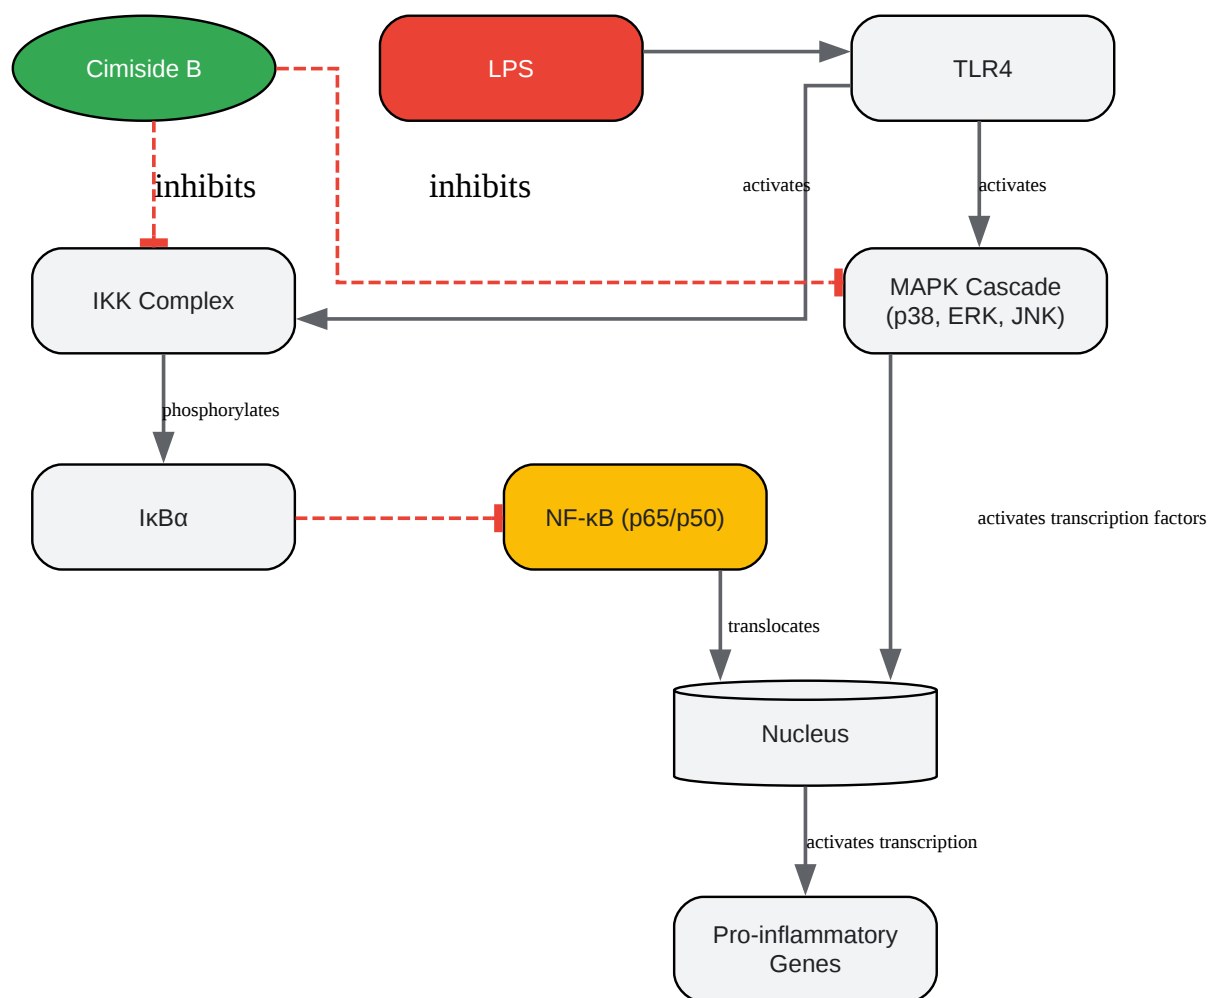 Cimiside B
LPS
TLR4
inhibits
inhibits
activates
activates
IKK Complex
MAPK Cascade
(p38, ERK, JNK)
phosphorylates
IκBα
NF-κB (p65/p50)
activates transcription factors
translocates
Nucleus
activates transcription
Pro-inflammatory
Genes